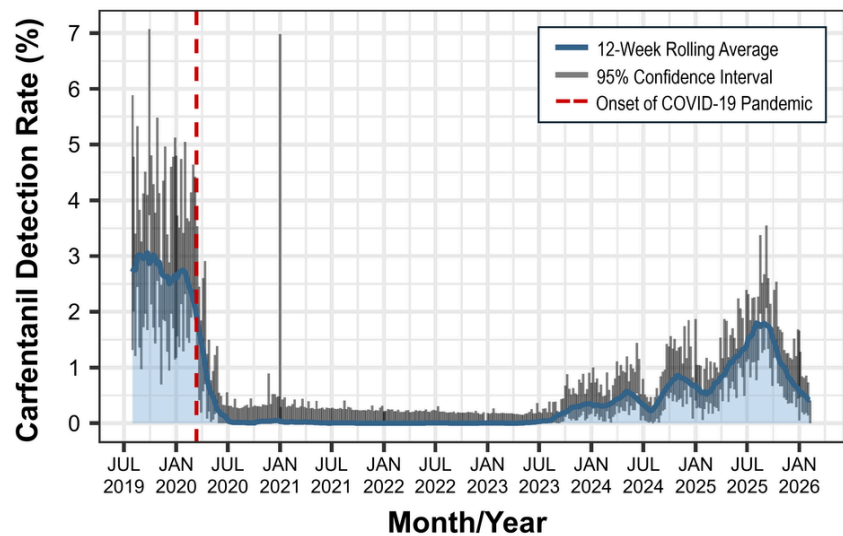 Carfentanil Detection Rate (%)
7
6
5
4
3
2
1
0
12-Week Rolling Average
95% Confidence Interval
Onset of COVID-19 Pandemic
JUL JAN JUL JAN JUL JAN JUL JAN JUL JAN JUL JAN JUL JAN
2019 2020 2020 2021 2021 2022 2022 2023 2023 2024 2024 2025 2025 2026
Month/Year